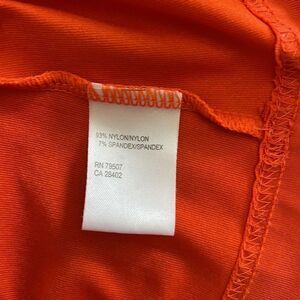 93% NYLON/NYLON
7% SPANDEX/SPANDEX
RN 79507
CA 28402